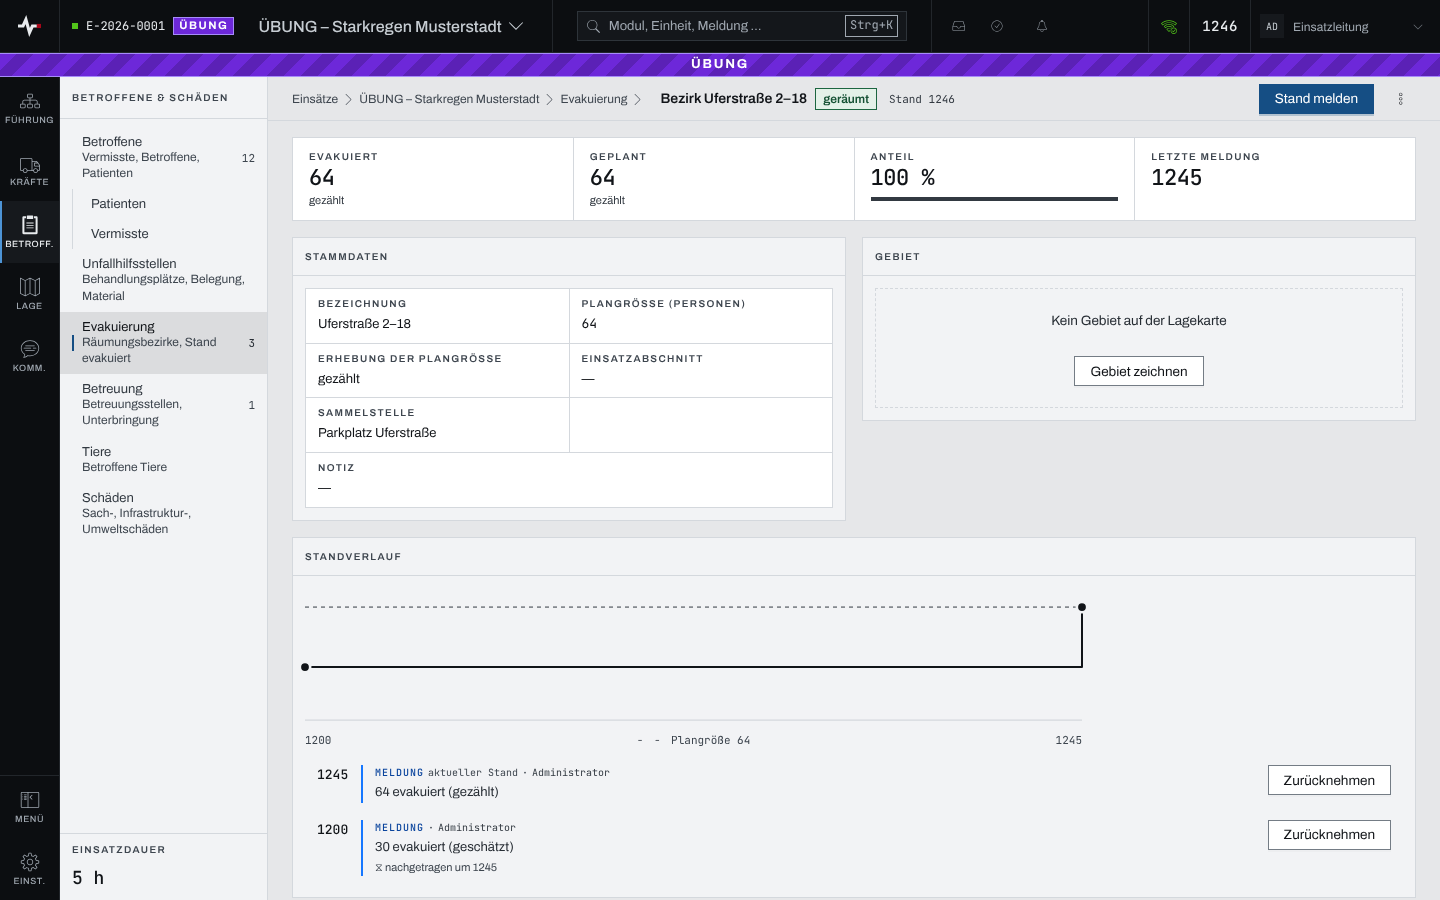 E-2026-0001 ÜBUNG ÜBUNG – Starkregen Musterstadt Modul, Einheit, Meldung ... Strg+K 1246 AD Einsatzleitung
ÜBUNG
FÜHRUNG
KRÄFTE
BETROFF.
LAGE
KOMM.
MENÜ
EINST.
BETROFFENE & SCHÄDEN
Betroffene
Vermisste, Betroffene,
Patienten
12
Patienten
Vermisste
Unfallhilfsstellen
Behandlungsplätze, Belegung,
Material
Evakuierung
Räumungsbezirke, Stand
evakuiert
3
Betreuung
Betreuungsstellen,
Unterbringung
1
Tiere
Betroffene Tiere
Schäden
Sach-, Infrastruktur-,
Umweltschäden
EINSATZDAUER
5 h
Einsätze ÜBUNG – Starkregen Musterstadt Evakuierung Bezirk Uferstraße 2–18 geräumt Stand 1246 Stand melden
EVAKUIERT
64
gezählt
GEPLANT
64
gezählt
ANTEIL
100 %
LETZTE MELDUNG
1245
STAMMDATEN
BEZEICHNUNG
Uferstraße 2–18
PLANGRÖSSE (PERSONEN)
64
ERHEBUNG DER PLANGRÖSSE
gezählt
EINSATZABSCHNITT
—
SAMMELSTELLE
Parkplatz Uferstraße
NOTIZ
—
GEBIET
Kein Gebiet auf der Lagekarte
Gebiet zeichnen
STANDVERLAUF
1200 - - Plangröße 64 1245
1245 MELDUNG aktueller Stand · Administrator
64 evakuiert (gezählt)
Zurücknehmen
1200 MELDUNG · Administrator
30 evakuiert (geschätzt)
⧖ nachgetragen um 1245
Zurücknehmen